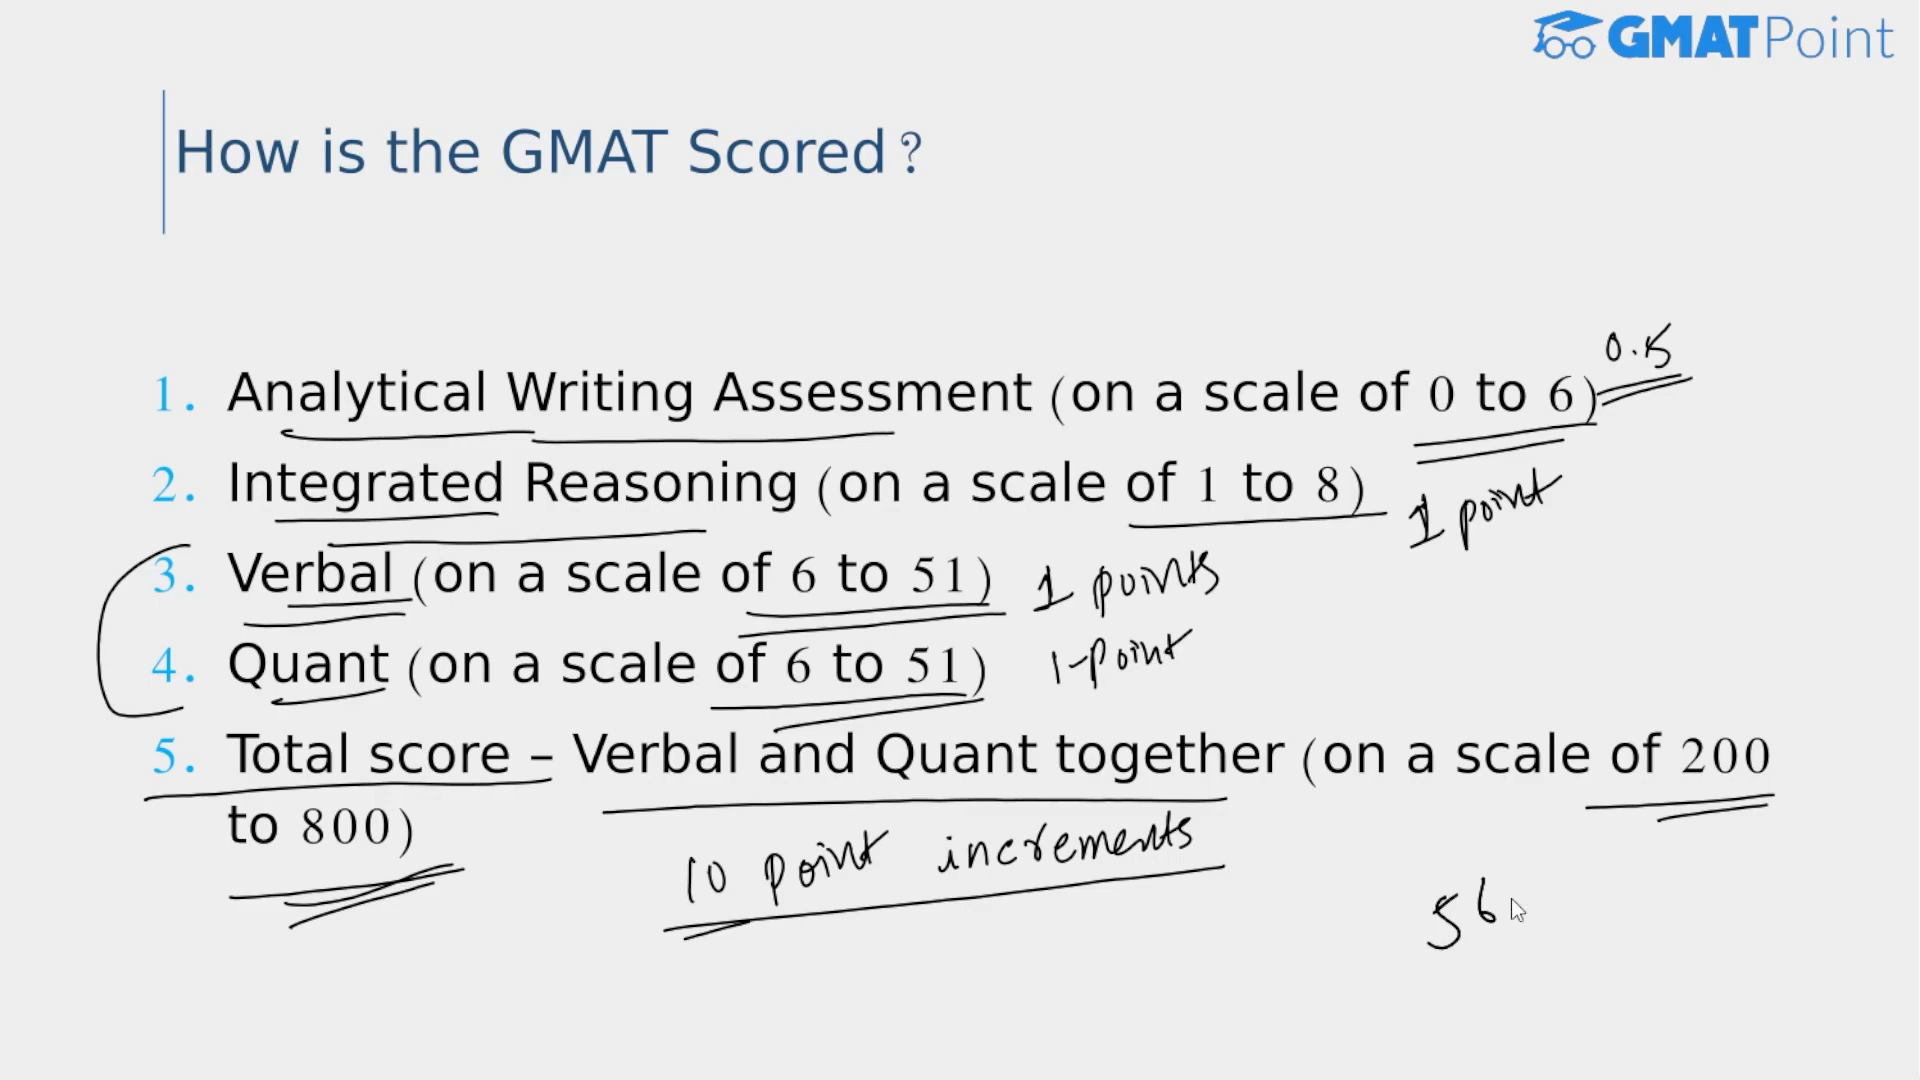 GMAT Point
How is the GMAT Scored?
0.5
1. Analytical Writing Assessment (on a scale of 0 to 6)
2. Integrated Reasoning (on a scale of 1 to 8)
1 point
3. Verbal (on a scale of 6 to 51) 1 points
4. Quant (on a scale of 6 to 51) 1-point
5. Total score – Verbal and Quant together (on a scale of 200
to 800)
10 point increments
56